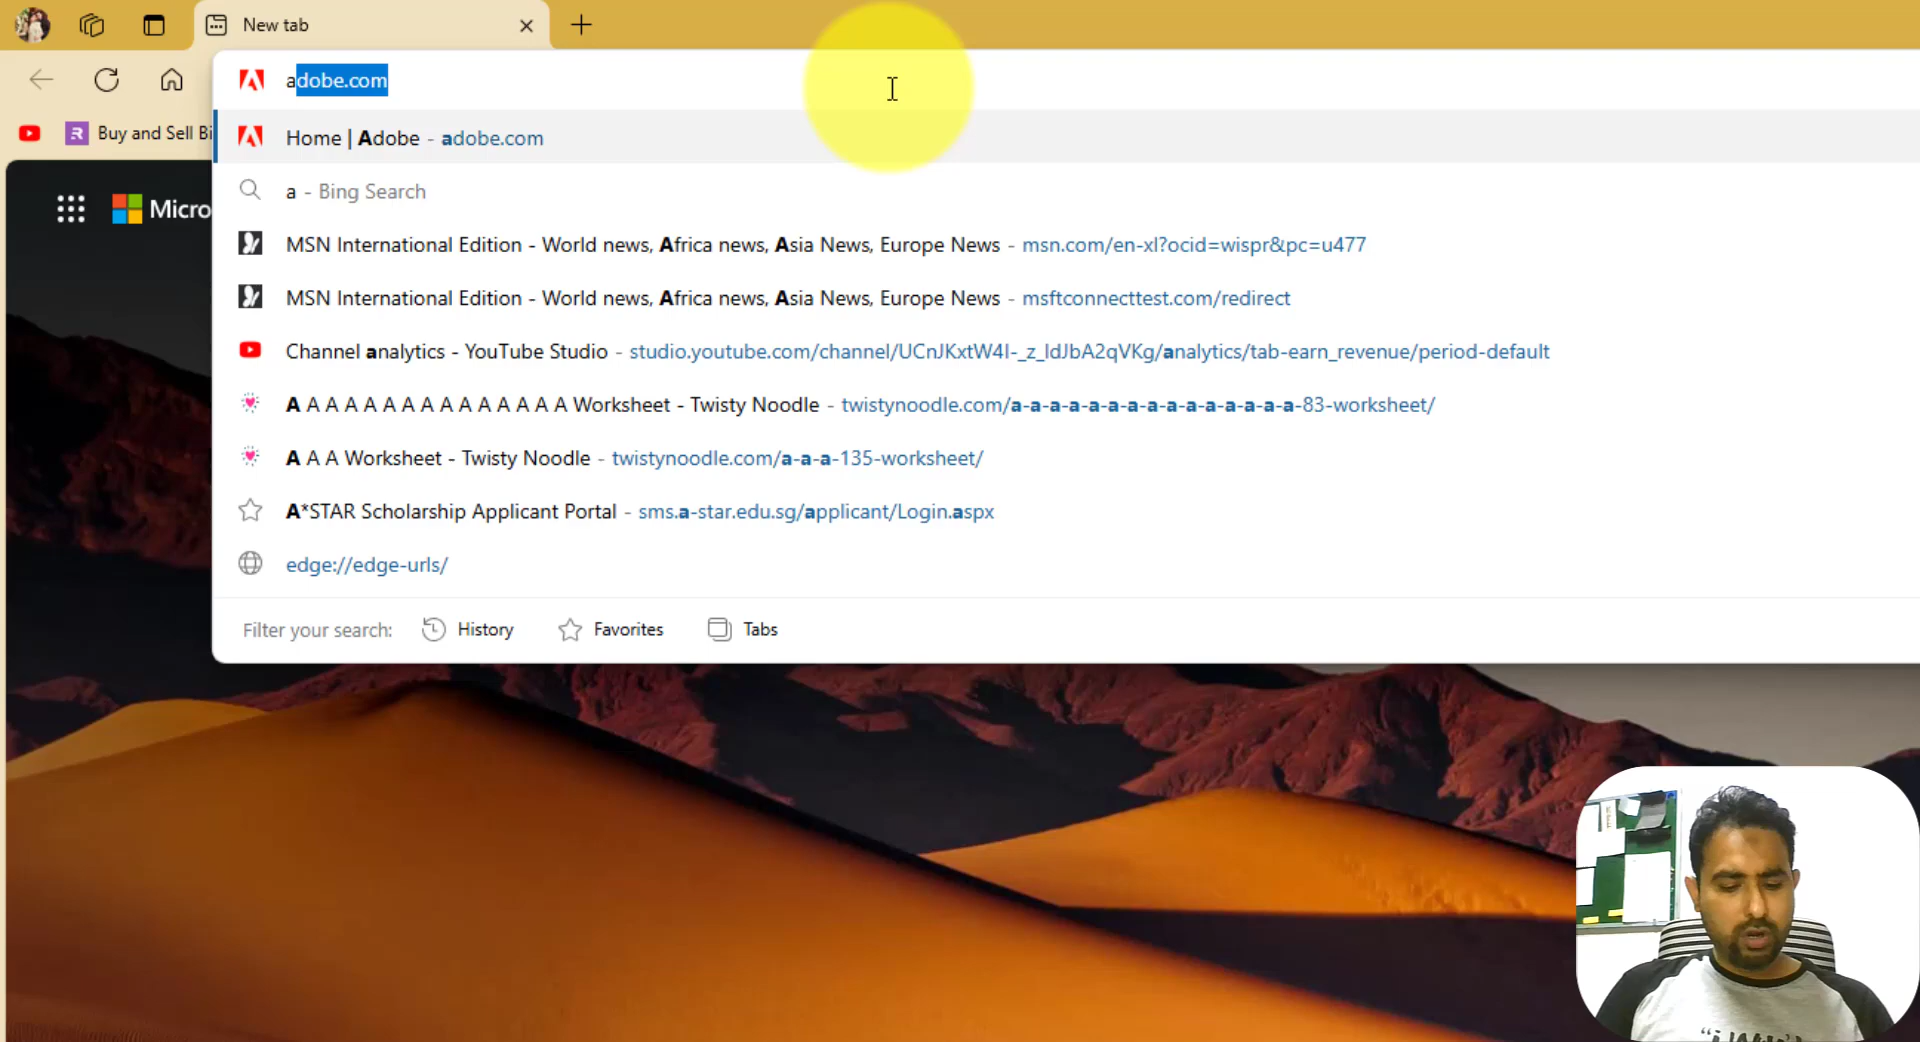 New tab
adobe.com
Buy and Sell Bi
Home | Adobe - adobe.com
a - Bing Search
Micro
MSN International Edition - World news, Africa news, Asia News, Europe News - msn.com/en-xl?ocid=wispr&pc=u477
MSN International Edition - World news, Africa news, Asia News, Europe News - msftconnecttest.com/redirect
Channel analytics - YouTube Studio - studio.youtube.com/channel/UCnJKxtW4I-_z_IdJbA2qVKg/analytics/tab-earn_revenue/period-default
A A A A A A A A A A A A A A A Worksheet - Twisty Noodle - twistynoodle.com/a-a-a-a-a-a-a-a-a-a-a-a-a-a-a-83-worksheet/
A A A Worksheet - Twisty Noodle - twistynoodle.com/a-a-a-135-worksheet/
A*STAR Scholarship Applicant Portal - sms.a-star.edu.sg/applicant/Login.aspx
edge://edge-urls/
Filter your search: History Favorites Tabs